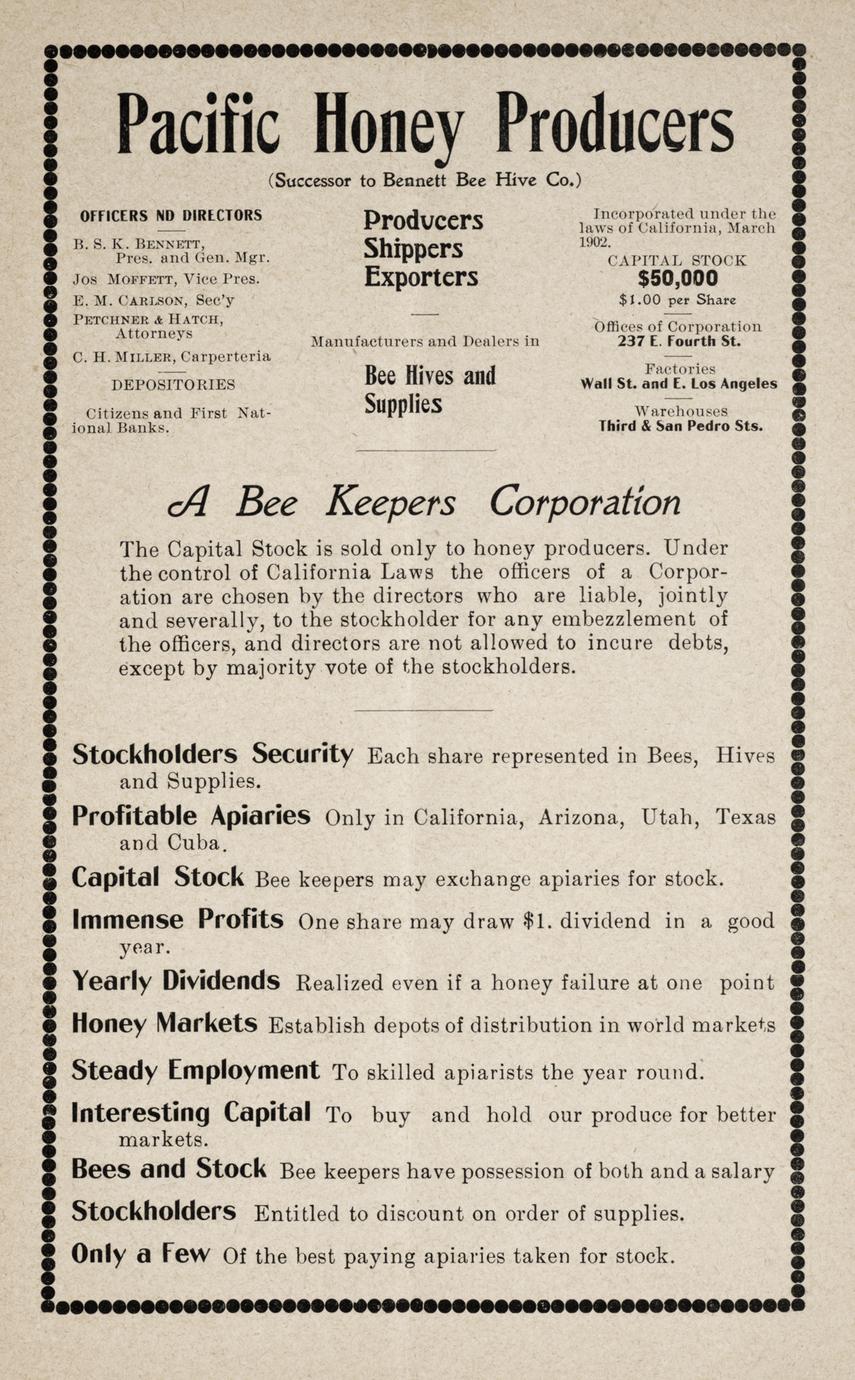 Pacific Honey Producers
(Successor to Bennett Bee Hive Co.)
OFFICERS ND DIRECTORS
B. S. K. BENNETT,
Pres. and Gen. Mgr.
Jos MOFFETT, Vice Pres.
E. M. CARLSON, Sec'y
PETCHNER & HATCH,
Attorneys
C. H. MILLER, Carperteria
DEPOSITORIES
Citizens and First Nat-
ional Banks.
Producers
Shippers
Exporters
Manufacturers and Dealers in
Bee Hives and
Supplies
Incorporated under the
laws of California, March
1902.
CAPITAL STOCK
$50,000
$1.00 per Share
Offices of Corporation
237 E. Fourth St.
Factories
Wall St. and E. Los Angeles
Warehouses
Third & San Pedro Sts.
A Bee Keepers Corporation
The Capital Stock is sold only to honey producers. Under
the control of California Laws the officers of a Corpor-
ation are chosen by the directors who are liable, jointly
and severally, to the stockholder for any embezzlement of
the officers, and directors are not allowed to incure debts,
except by majority vote of the stockholders.
Stockholders Security Each share represented in Bees, Hives
and Supplies.
Profitable Apiaries Only in California, Arizona, Utah, Texas
and Cuba.
Capital Stock Bee keepers may exchange apiaries for stock.
Immense Profits One share may draw $1. dividend in a good
year.
Yearly Dividends Realized even if a honey failure at one point
Honey Markets Establish depots of distribution in world markets
Steady Employment To skilled apiarists the year round.
Interesting Capital To buy and hold our produce for better
markets.
Bees and Stock Bee keepers have possession of both and a salary
Stockholders Entitled to discount on order of supplies.
Only a Few Of the best paying apiaries taken for stock.